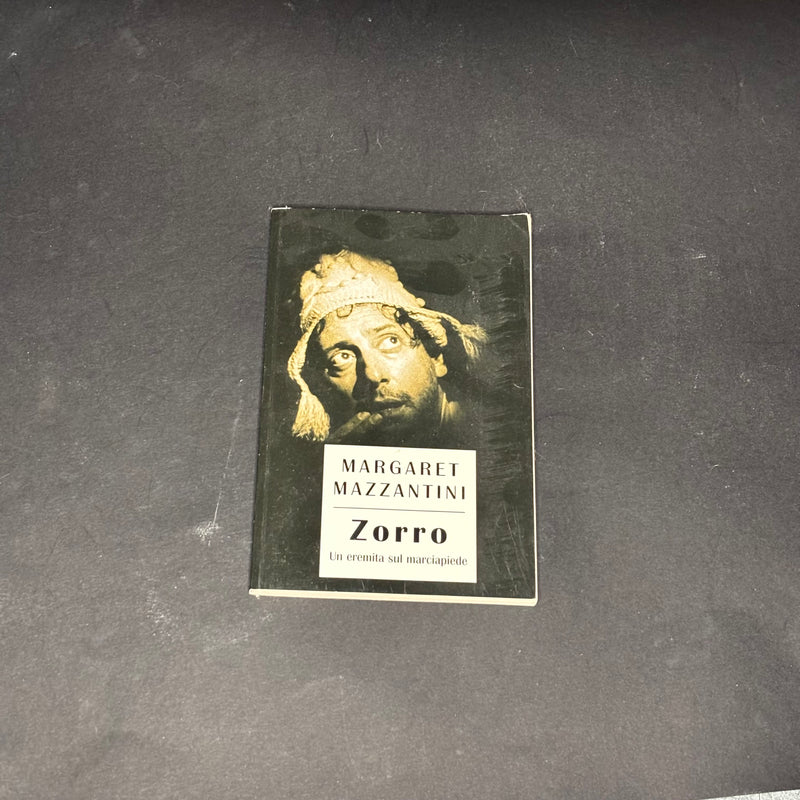 MARGARET
MAZZANTINI
Zorro
Un eremita sul marciapiede